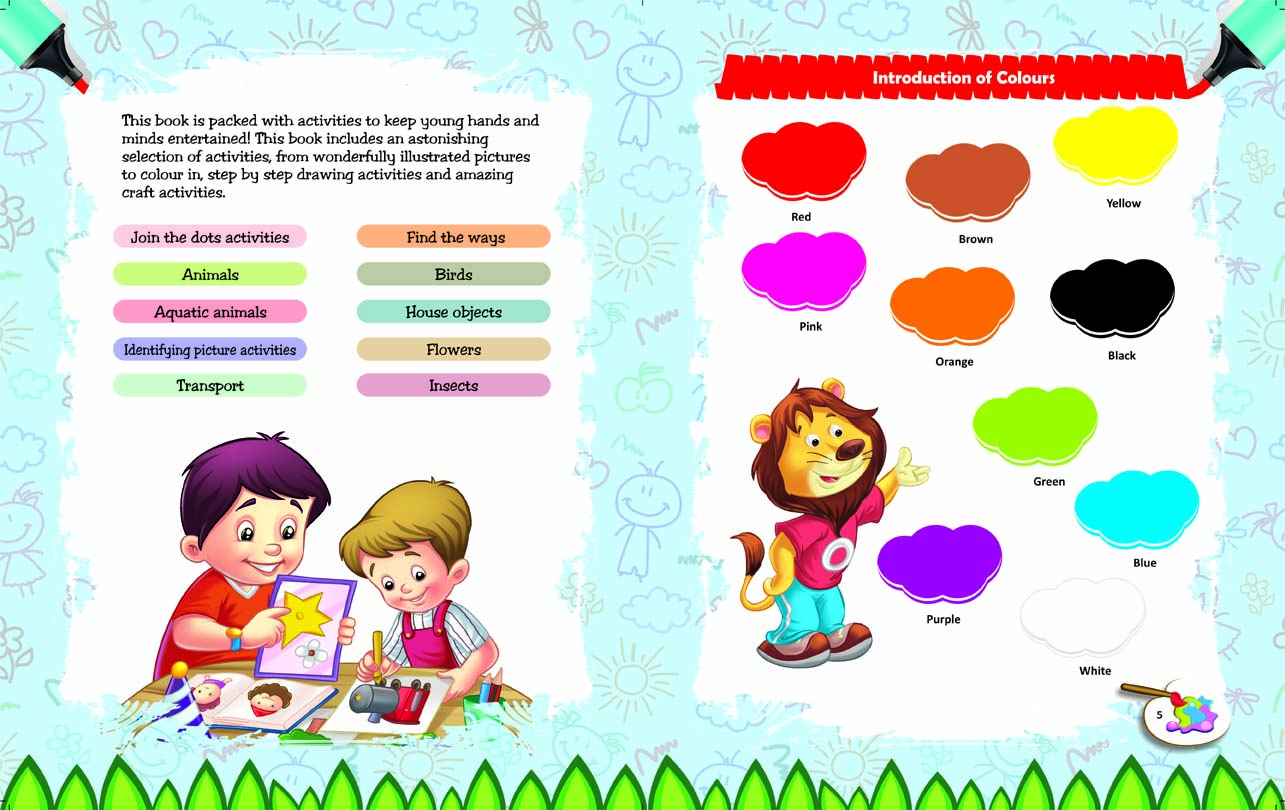 This book is packed with activities to keep young hands and
minds entertained! This book includes an astonishing
selection of activities, from wonderfully illustrated pictures
to colour in, step by step drawing activities and amazing
craft activities.
Join the dots activities
Find the ways
Animals
Birds
Aquatic animals
House objects
Identifying picture activities
Flowers
Transport
Insects
Introduction of Colours
Red
Brown
Yellow
Pink
Orange
Black
Green
Blue
Purple
White
5